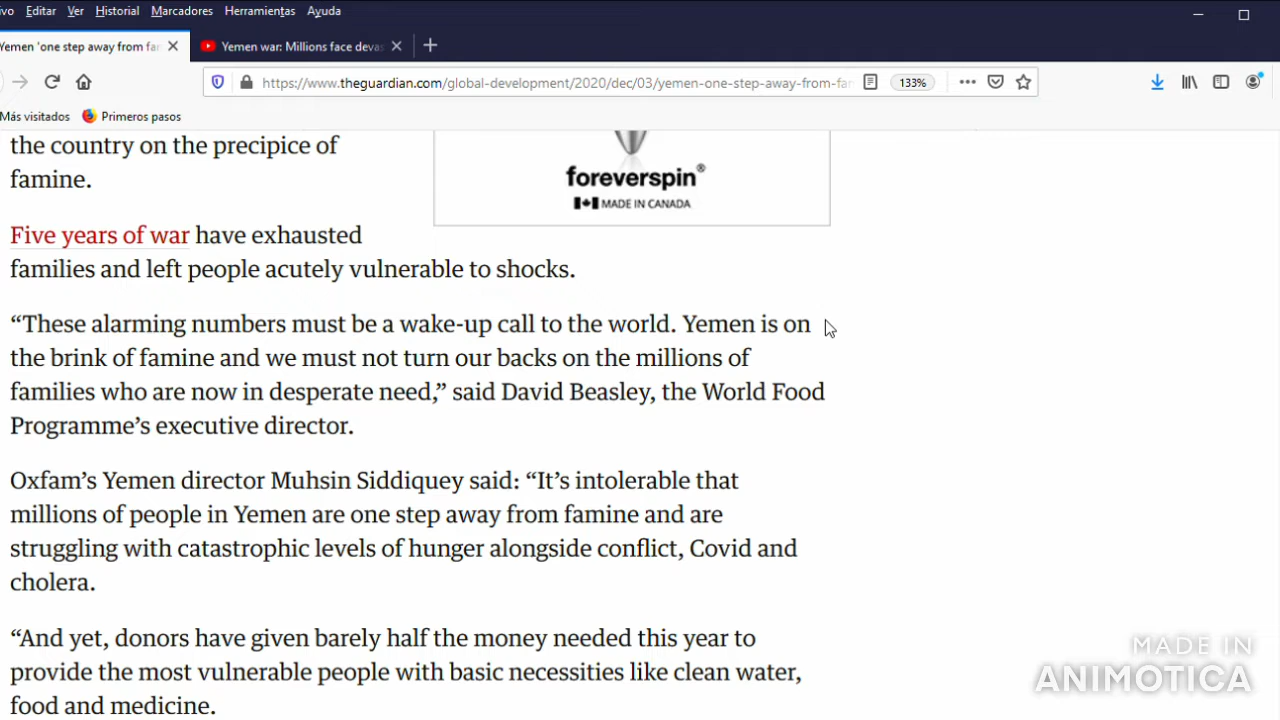 ivo Editar Ver Historial Marcadores Herramientas Ayuda
Yemen 'one step away from fam Yemen war: Millions face devas
https://www.theguardian.com/global-development/2020/dec/03/yemen-one-step-away-from-far 133%
Más visitados Primeros pasos
the country on the precipice of
famine.
foreverspin®
MADE IN CANADA
Five years of war have exhausted
families and left people acutely vulnerable to shocks.
“These alarming numbers must be a wake-up call to the world. Yemen is on
the brink of famine and we must not turn our backs on the millions of
families who are now in desperate need,” said David Beasley, the World Food
Programme’s executive director.
Oxfam’s Yemen director Muhsin Siddiquey said: “It’s intolerable that
millions of people in Yemen are one step away from famine and are
struggling with catastrophic levels of hunger alongside conflict, Covid and
cholera.
“And yet, donors have given barely half the money needed this year to
provide the most vulnerable people with basic necessities like clean water,
food and medicine.
MADE IN
ANIMOTICA